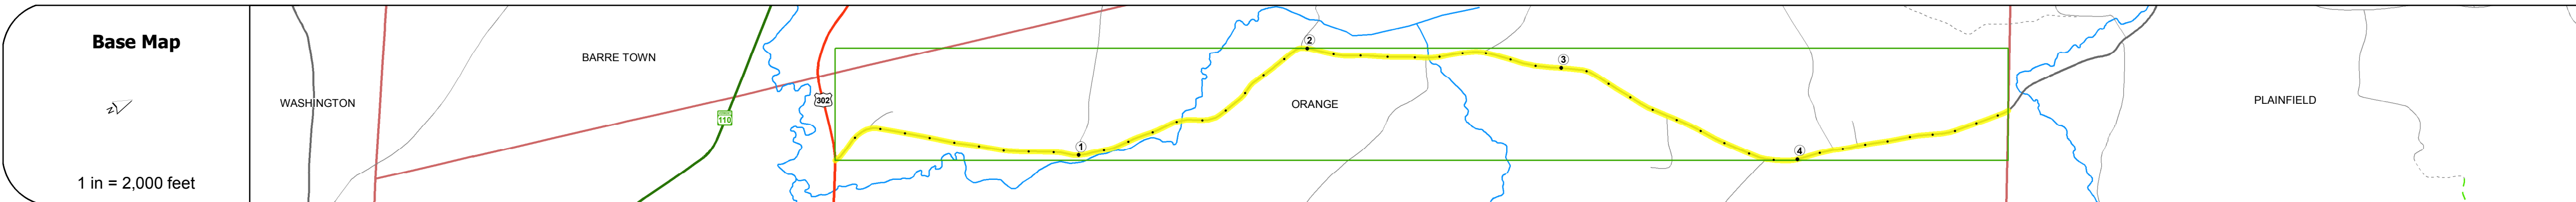 Base Map
N
1 in = 2,000 feet
WASHINGTON
BARRE TOWN
110
302
1
2
ORANGE
3
4
PLAINFIELD